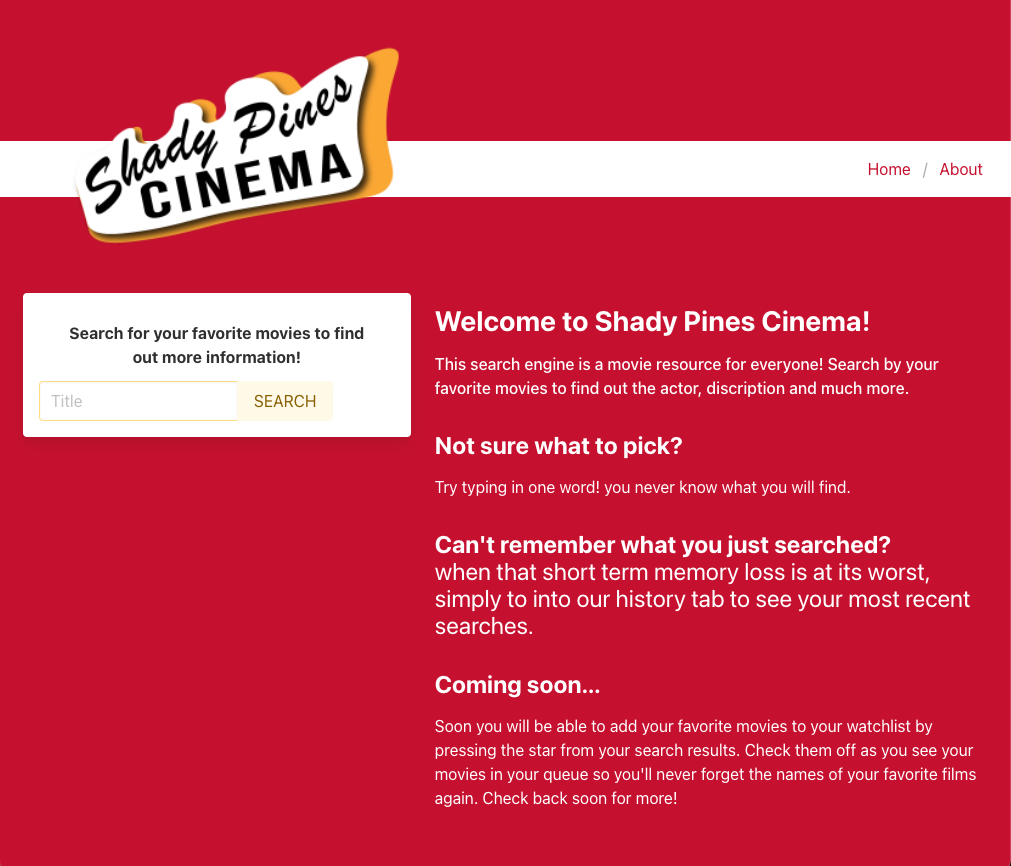 Shady Pines
CINEMA
Home / About
Search for your favorite movies to find
out more information!
Title
SEARCH
Welcome to Shady Pines Cinema!
This search engine is a movie resource for everyone! Search by your
favorite movies to find out the actor, discription and much more.
Not sure what to pick?
Try typing in one word! you never know what you will find.
Can't remember what you just searched?
when that short term memory loss is at its worst,
simply to into our history tab to see your most recent
searches.
Coming soon...
Soon you will be able to add your favorite movies to your watchlist by
pressing the star from your search results. Check them off as you see your
movies in your queue so you'll never forget the names of your favorite films
again. Check back soon for more!